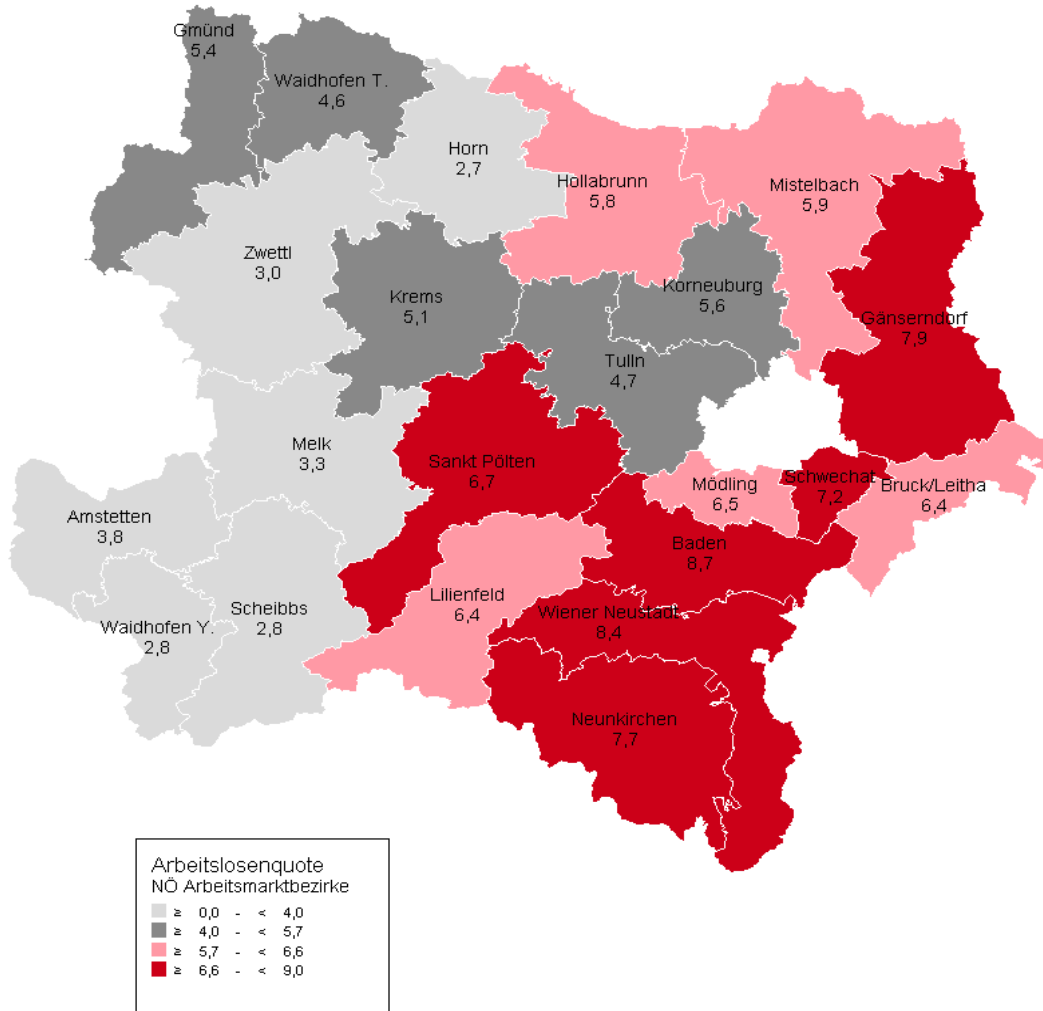 Gmünd
5,4
Waidhofen T.
4,6
Horn
2,7
Hollabrunn
5,8
Mistelbach
5,9
Zwettl
3,0
Krems
5,1
Korneuburg
5,6
Gänserndorf
7,9
Tulln
4,7
Melk
3,3
Sankt Pölten
6,7
Mödling
6,5
Schwechat
7,2
Bruck/Leitha
6,4
Amstetten
3,8
Baden
8,7
Lilienfeld
6,4
Scheibbs
2,8
Waidhofen Y.
2,8
Wiener Neustadt
8,4
Neunkirchen
7,7
Arbeitslosenquote
NÖ Arbeitsmarktbezirke
≥ 0,0 - < 4,0
≥ 4,0 - < 5,7
≥ 5,7 - < 6,6
≥ 6,6 - < 9,0